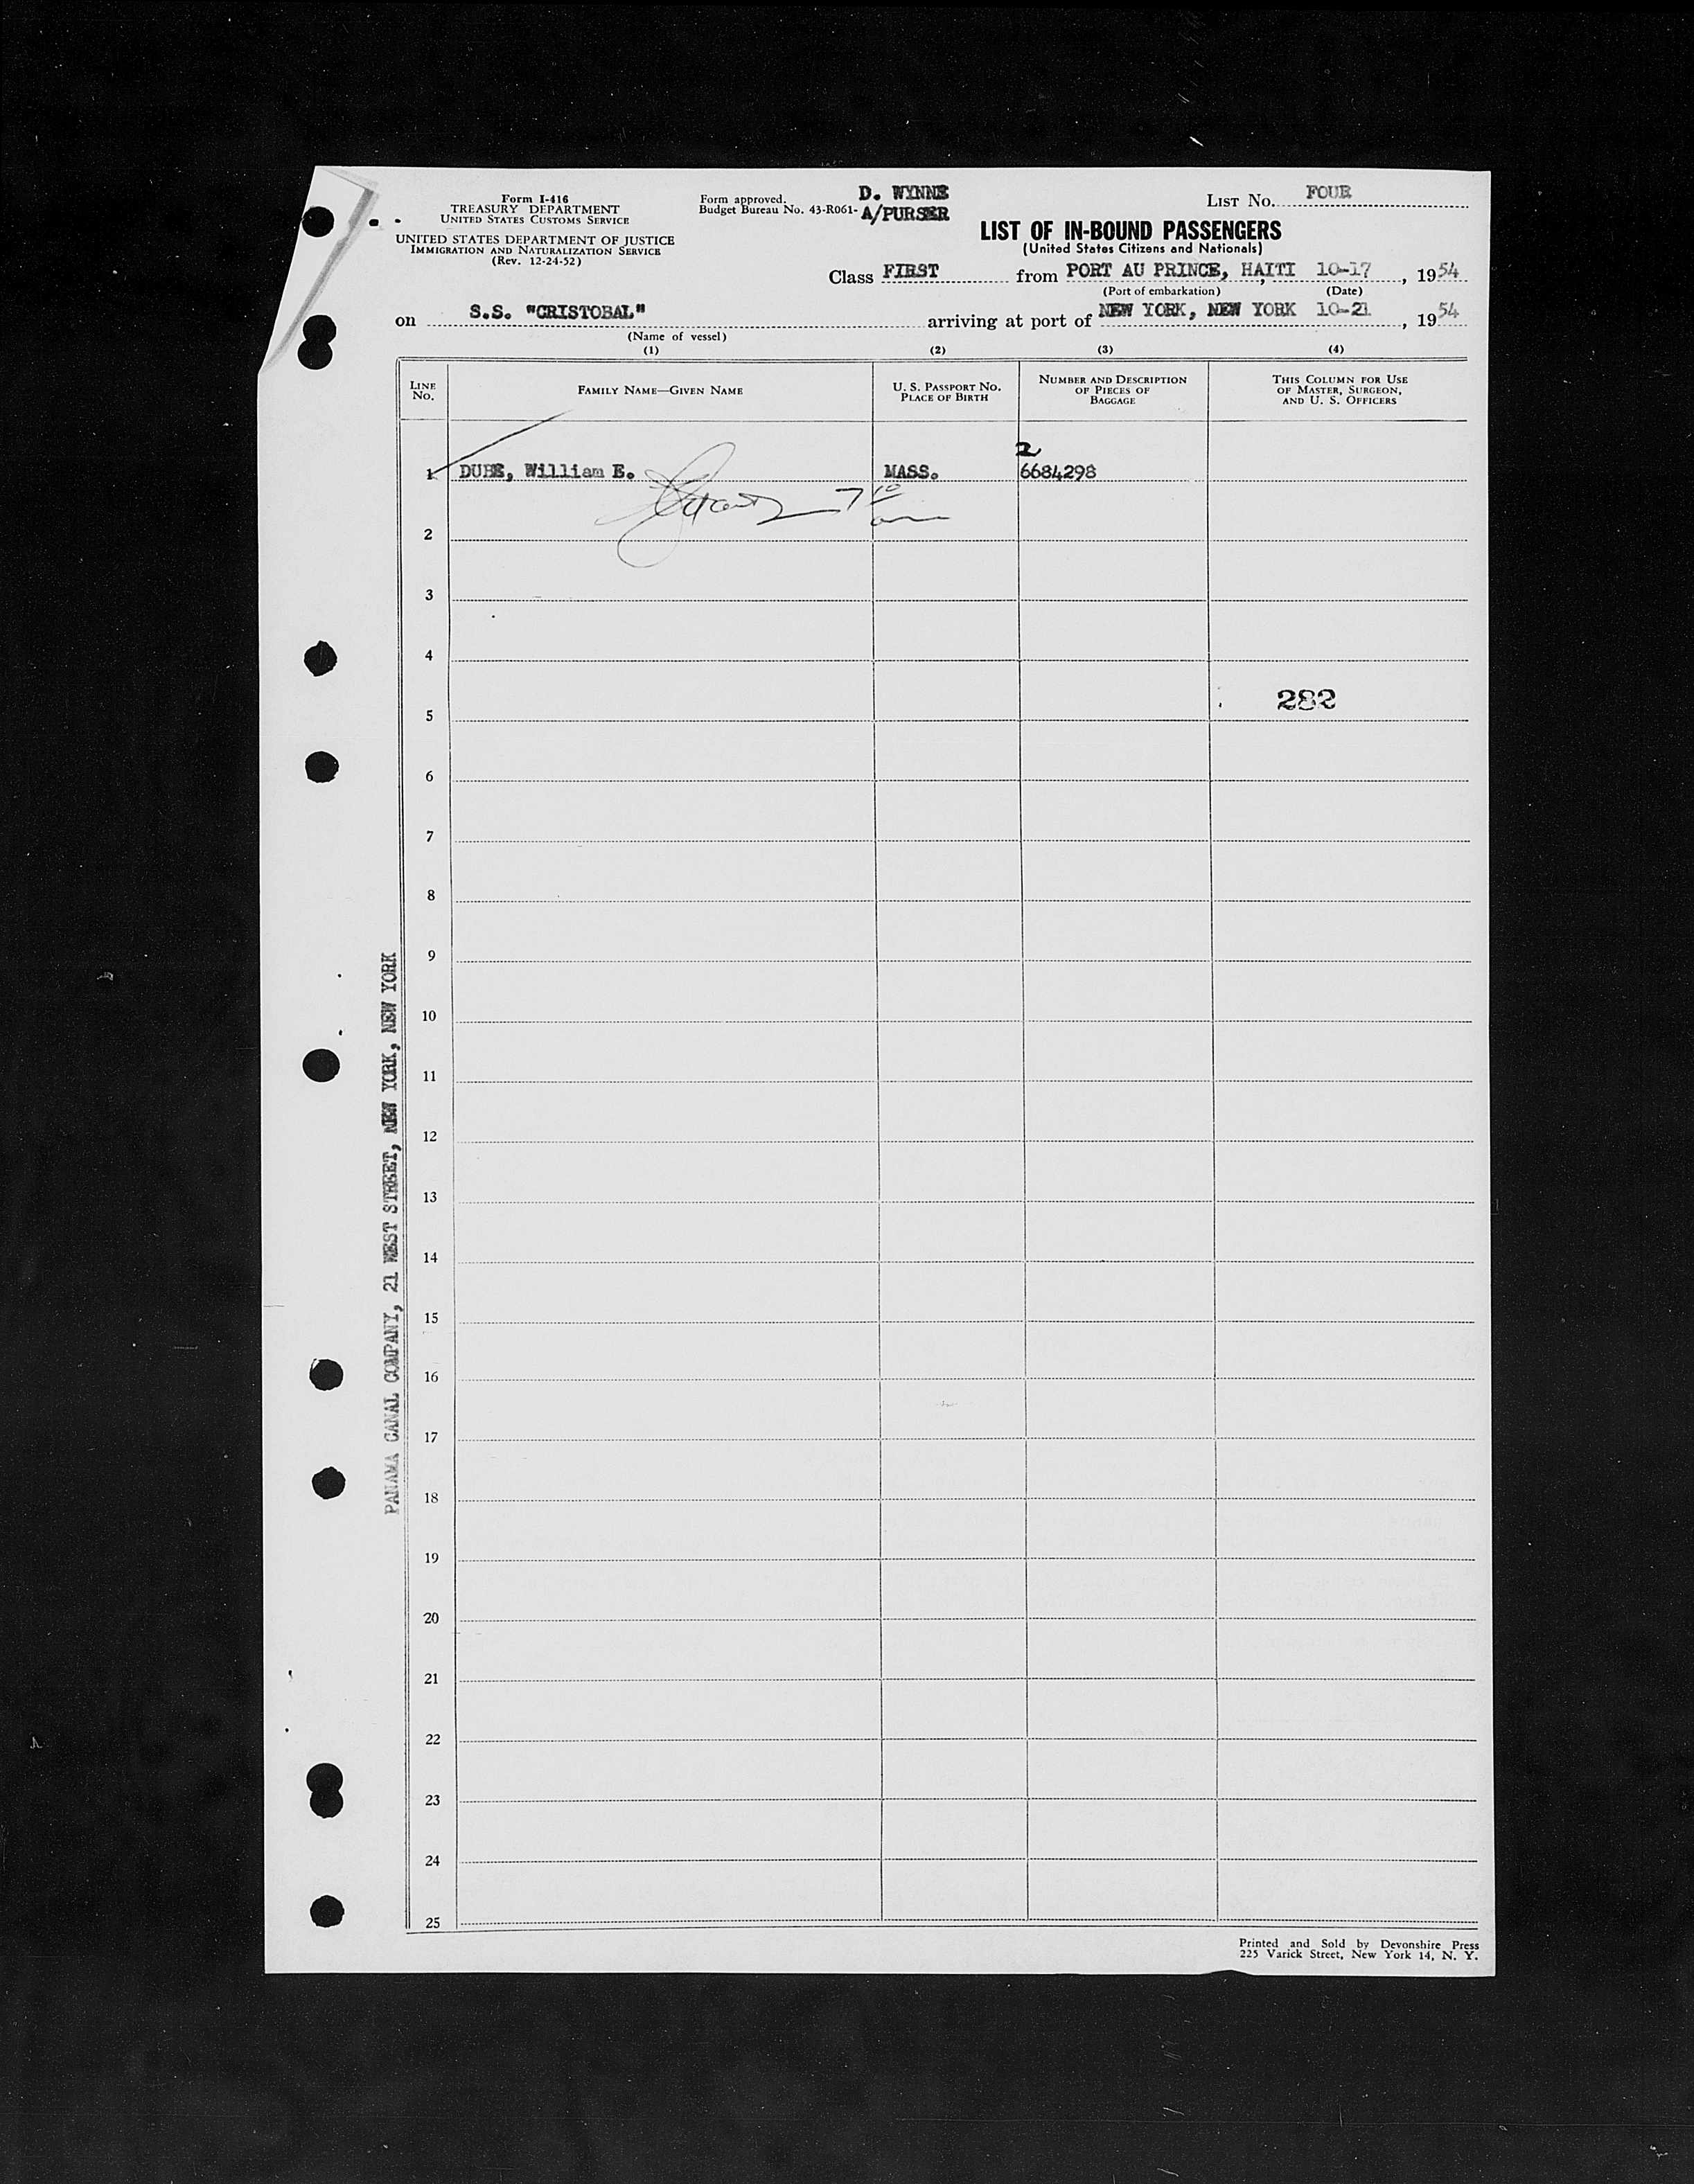 Form I-416
TREASURY DEPARTMENT
UNITED STATES CUSTOMS SERVICE
UNITED STATES DEPARTMENT OF JUSTICE
IMMIGRATION AND NATURALIZATION SERVICE
(Rev. 12-24-52)
Form approved.
Budget Bureau No. 43-R061-
D. WYNNE
A/PURSER
LIST No. FOUR
LIST OF IN-BOUND PASSENGERS
(United States Citizens and Nationals)
Class FIRST from PORT AU PRINCE, HAITI 10-17, 1954
(Port of embarkation) (Date)
on S.S. "CRISTOBAL" arriving at port of NEW YORK, NEW YORK 10-21, 1954
(Name of vessel)
(1) (2) (3) (4)
LINE No. FAMILY NAME—GIVEN NAME U. S. PASSPORT NO. PLACE OF BIRTH NUMBER AND DESCRIPTION OF PIECES OF BAGGAGE THIS COLUMN FOR USE OF MASTER, SURGEON, AND U. S. OFFICERS
2
1 DUBE, William E. MASS. 6684298
7 10
2
3
4
282
5
6
7
8
9
10
11
12
13
14
15
16
17
18
19
20
21
22
23
24
25
PANAMA CANAL COMPANY, 21 WEST STREET, NEW YORK, NEW YORK
Printed and Sold by Devonshire Press
225 Varick Street, New York 14, N. Y.